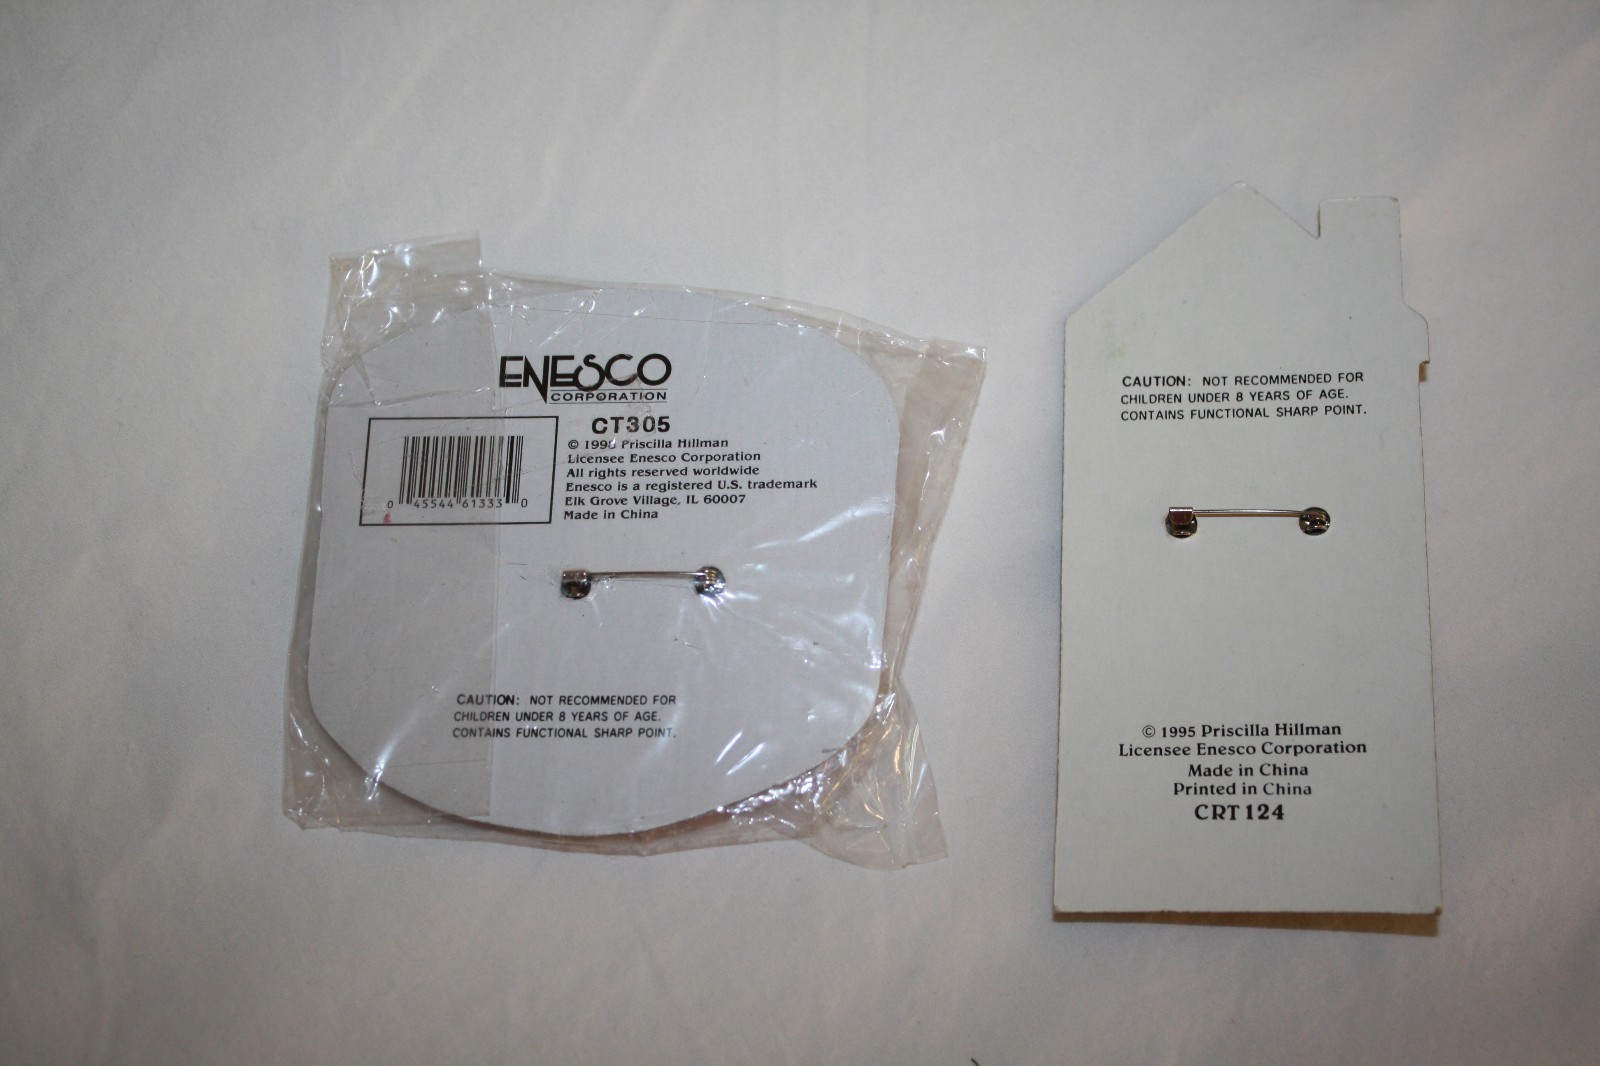 ENESCO
CORPORATION
CT305
© 1996 Priscilla Hillman
Licensee Enesco Corporation
All rights reserved worldwide
Enesco is a registered U.S. trademark
Elk Grove Village, IL 60007
Made in China
0 45544 61333 0
CAUTION: NOT RECOMMENDED FOR
CHILDREN UNDER 8 YEARS OF AGE.
CONTAINS FUNCTIONAL SHARP POINT.
CAUTION: NOT RECOMMENDED FOR
CHILDREN UNDER 8 YEARS OF AGE.
CONTAINS FUNCTIONAL SHARP POINT.
© 1995 Priscilla Hillman
Licensee Enesco Corporation
Made in China
Printed in China
CRT 124